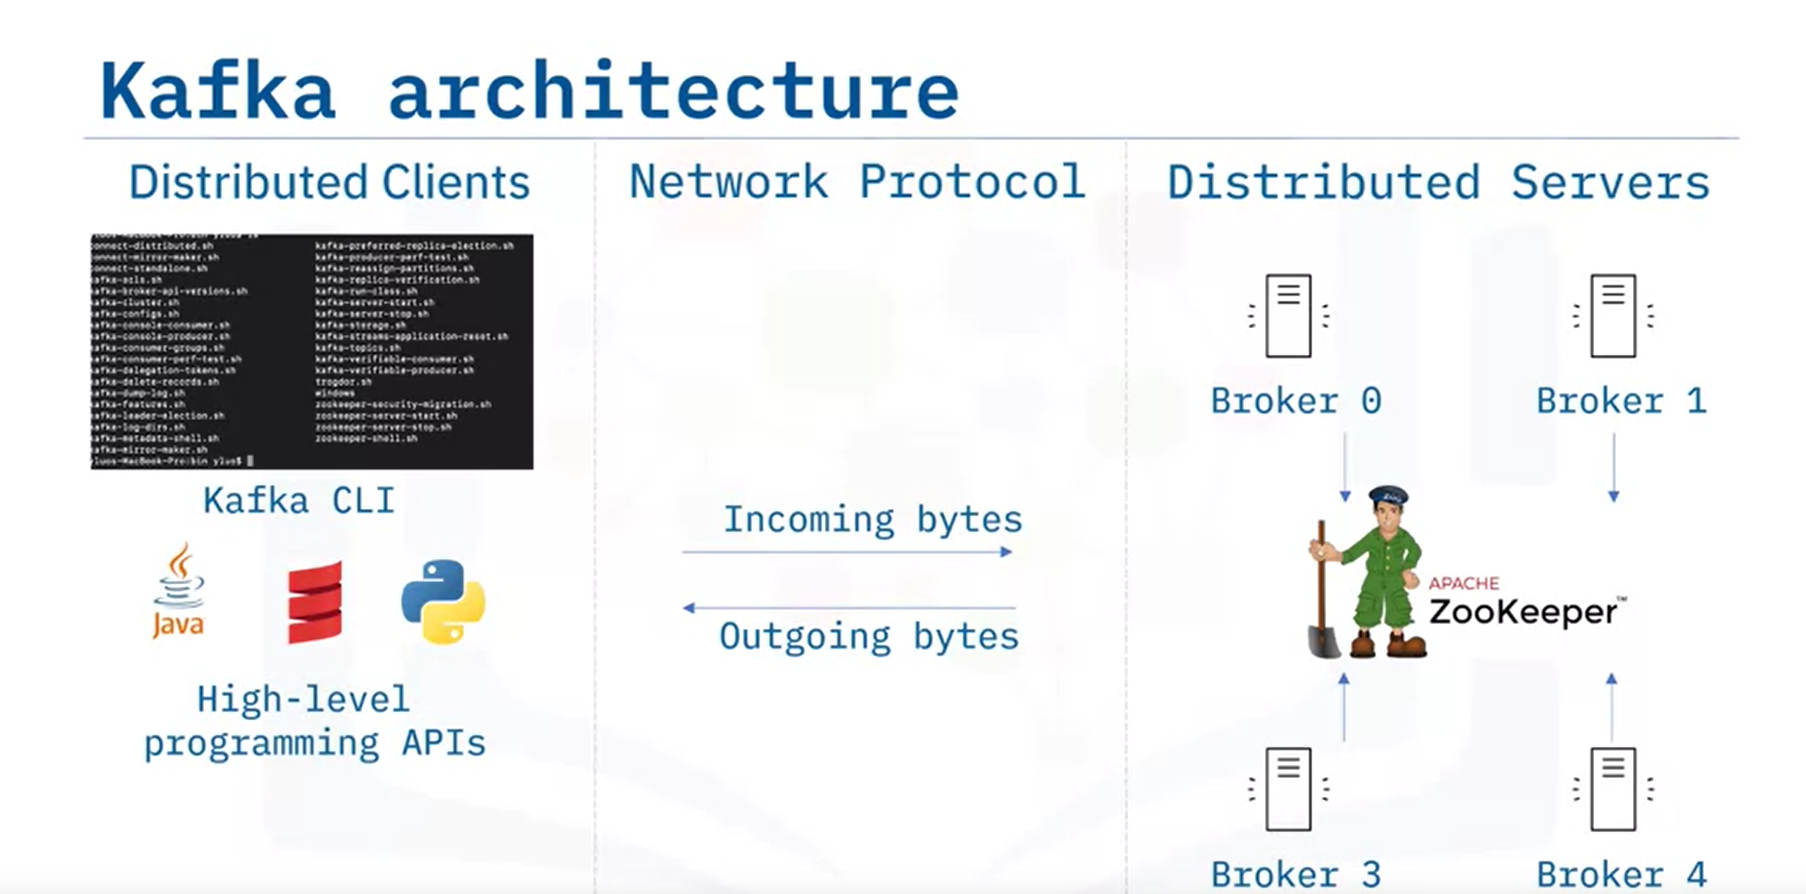 Kafka architecture
Distributed Clients
Network Protocol
Distributed Servers
connect-distributed.sh kafka-preferred-replica-election.sh
connect-mirror-maker.sh kafka-producer-perf-test.sh
connect-standalone.sh kafka-reassign-partitions.sh
kafka-acls.sh kafka-replica-verification.sh
kafka-broker-api-versions.sh kafka-run-class.sh
kafka-cluster.sh kafka-server-start.sh
kafka-configs.sh kafka-server-stop.sh
kafka-console-consumer.sh kafka-storage.sh
kafka-console-producer.sh kafka-streams-application-reset.sh
kafka-consumer-groups.sh kafka-topics.sh
kafka-consumer-perf-test.sh kafka-verifiable-consumer.sh
kafka-delegation-tokens.sh kafka-verifiable-producer.sh
kafka-delete-records.sh trogdor.sh
kafka-dump-log.sh windows
kafka-features.sh zookeeper-security-migration.sh
kafka-leader-election.sh zookeeper-server-start.sh
kafka-log-dirs.sh zookeeper-server-stop.sh
kafka-metadata-shell.sh zookeeper-shell.sh
kafka-mirror-maker.sh
yluos-MacBook-Pro:bin yluo$
Kafka CLI
Java
High-level
programming APIs
Incoming bytes
Outgoing bytes
Broker 0
Broker 1
APACHE
ZooKeeper™
Broker 3
Broker 4